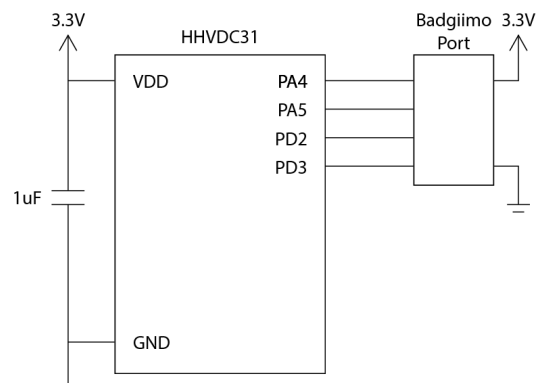 3.3V
HHVDC31
Badgiimo
Port
3.3V
VDD
PA4
PA5
PD2
PD3
1uF
GND